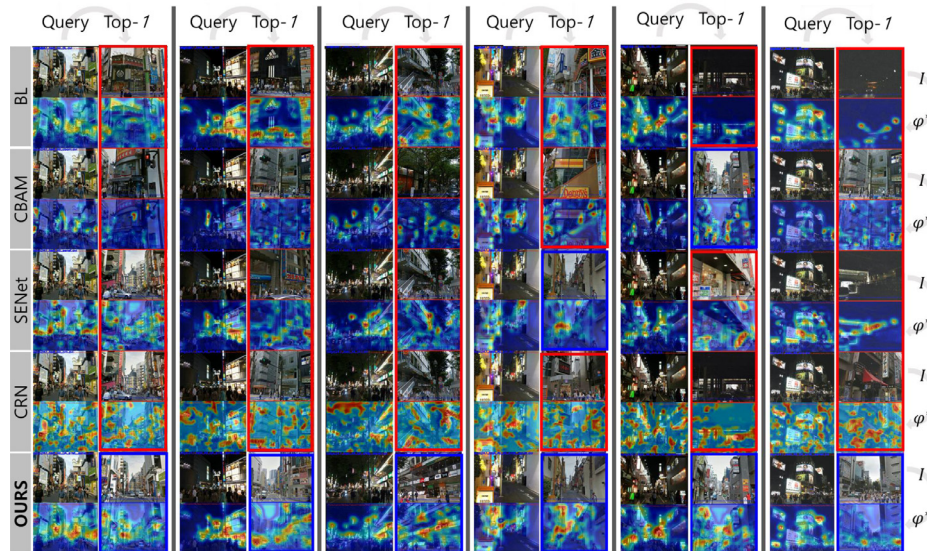 Query Top-1 Query Top-1 Query Top-1 Query Top-1 Query Top-1 Query Top-1
BL
I
φ
CBAM
I
φ
SENet
I
φ
CRN
I
φ
OURS
I
φ